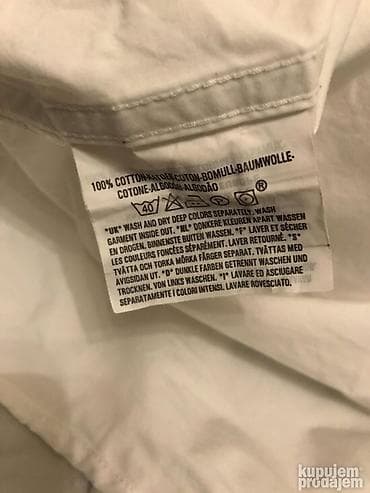 100% COTTON-KATOEN-COTON-BOMULL-BAUMWOLLE-
COTONE-ALGODÓN-ALGODÃO
40 ®
*UK* WASH AND DRY DEEP COLORS SEPARATELY. WASH
GARMENT INSIDE OUT. *NL* DONKERE KLEUREN APART WASSEN
EN DROGEN. BINNENSTE BUITEN WASSEN. *F* LAVER ET SÉCHER
LES COULEURS FONCÉES SÉPARÉMENT. LAVER RETOURNÉ. *S*
TVÄTTA OCH TORKA MÖRKA FÄRGER SEPARAT. TVÄTTAS MED
AVIGSIDAN UT. *D* DUNKLE FARBEN GETRENNT WASCHEN UND
TROCKNEN. VON LINKS WASCHEN. *I* LAVARE ED ASCIUGARE
SEPARATAMENTE I COLORI INTENSI. LAVARE ROVESCIATO.
kupujem
prodajem